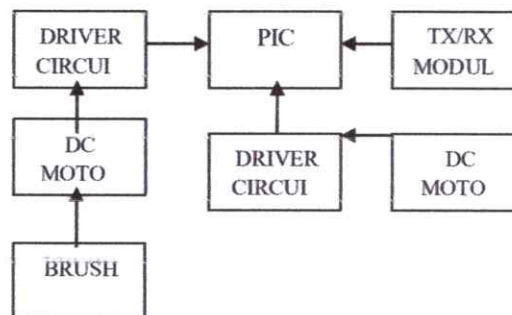 DRIVER
CIRCUI
PIC
TX/RX
MODUL
DC
MOTO
DRIVER
CIRCUI
DC
MOTO
BRUSH